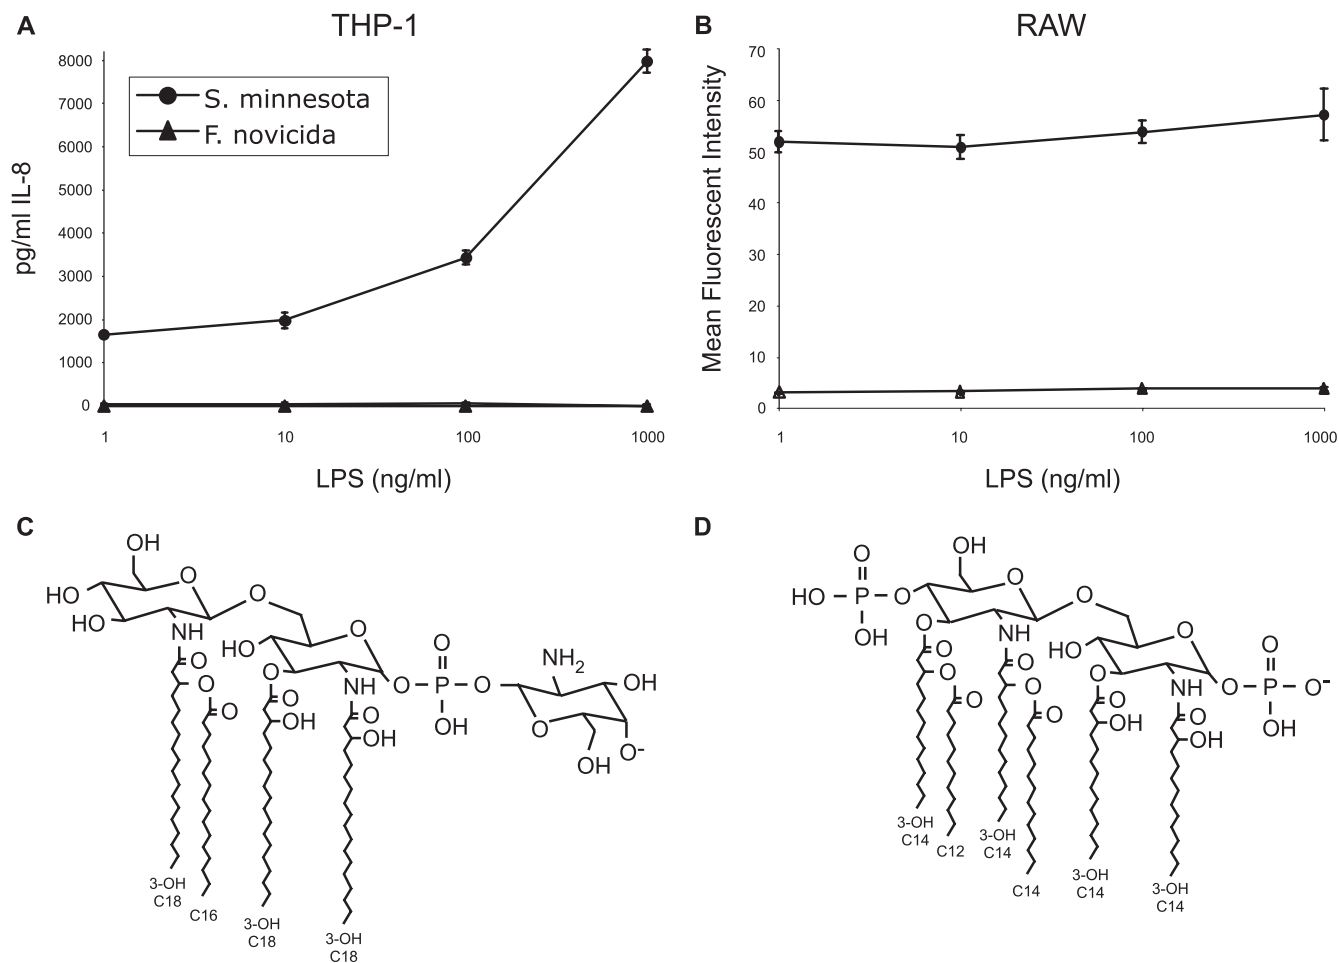 A
THP-1
8000
7000
6000
5000
4000
3000
2000
1000
0
pg/ml IL-8
S. minnesota
F. novicida
1
10
100
1000
LPS (ng/ml)
B
RAW
70
60
50
40
30
20
10
0
Mean Fluorescent Intensity
1
10
100
1000
LPS (ng/ml)
C
OH
O
HO
HO
O
NH
HO
O
O
O
O
O
O
OH
NH
O
OH
O
O
P
O
OH
NH2
OH
O
O-
OH
3-OH
C18
C16
3-OH
C18
3-OH
C18
D
O
HO
P
O
OH
OH
O
O
O
O
O
O
NH
O
O
O
HO
O
O
O
OH
NH
O
OH
O
O
P
O-
OH
3-OH
C14
C12
3-OH
C14
C14
3-OH
C14
3-OH
C14